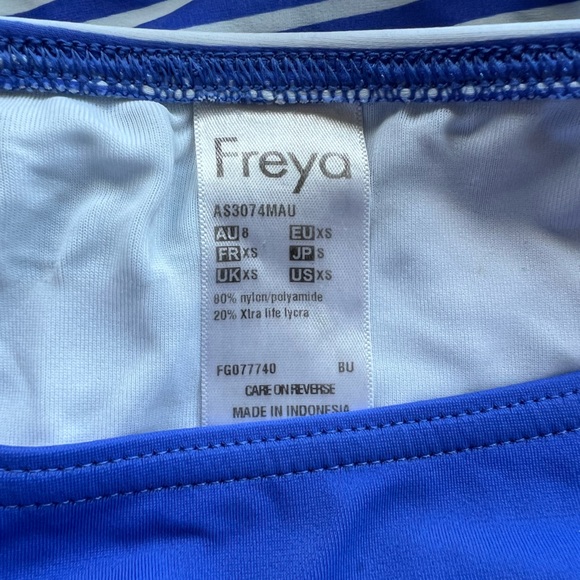 Freya
AS3074MAU
AU 8 EU XS
FR XS JP S
UK XS US XS
80% nylon/polyamide
20% Xtra life lycra
FG077740 BU
CARE ON REVERSE
MADE IN INDONESIA